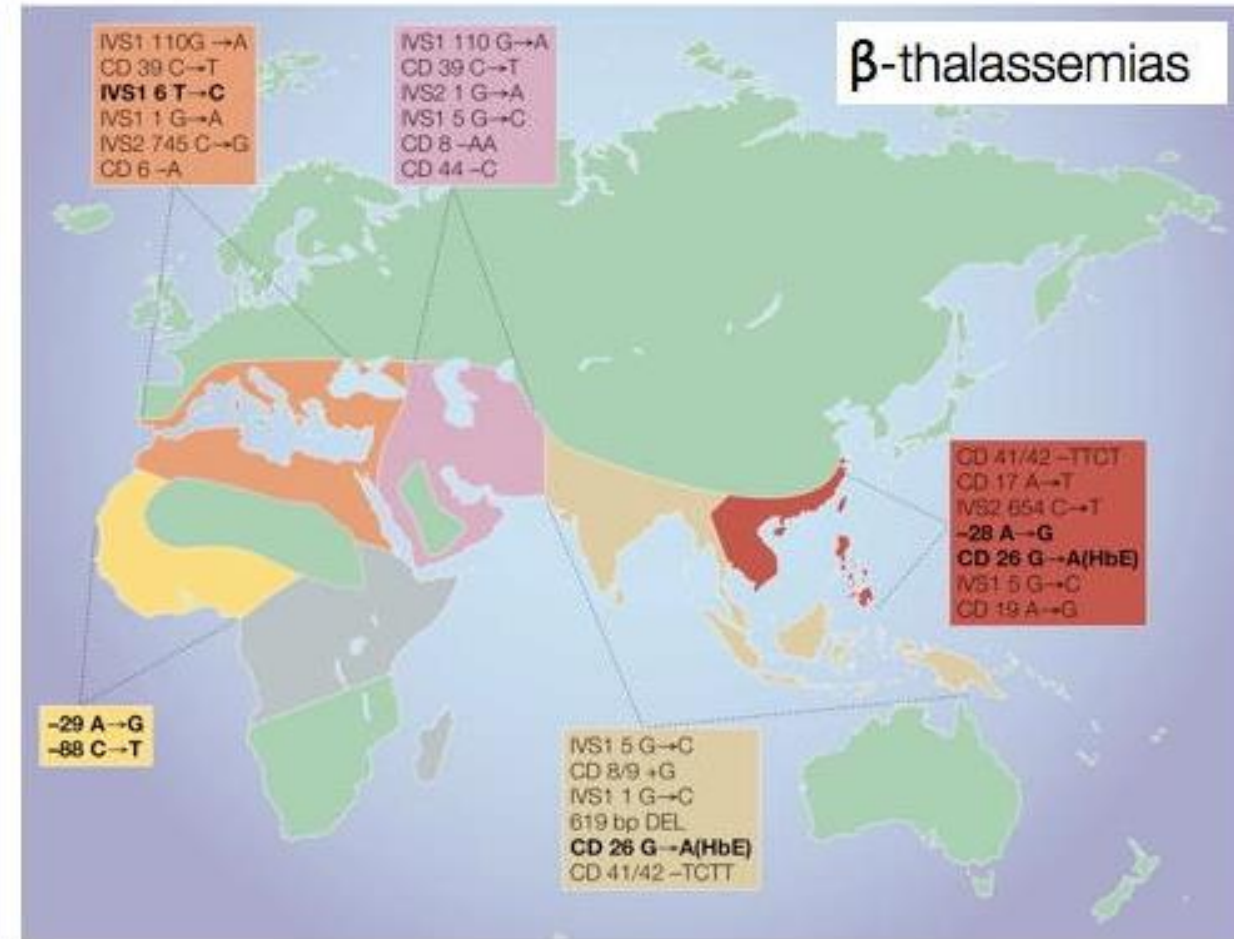 IVS1 110G →A
CD 39 C→T
IVS1 6 T→C
IVS1 1 G→A
IVS2 745 C→G
CD 6 –A
IVS1 110 G→A
CD 39 C→T
IVS2 1 G→A
IVS1 5 G→C
CD 8 –AA
CD 44 –C
β-thalassemias
CD 41/42 –TTCT
CD 17 A→T
IVS2 654 C→T
–28 A→G
CD 26 G→A(HbE)
IVS1 5 G→C
CD 19 A→G
–29 A→G
–88 C→T
IVS1 5 G→C
CD 8/9 +G
IVS1 1 G→C
619 bp DEL
CD 26 G→A(HbE)
CD 41/42 –TCTT